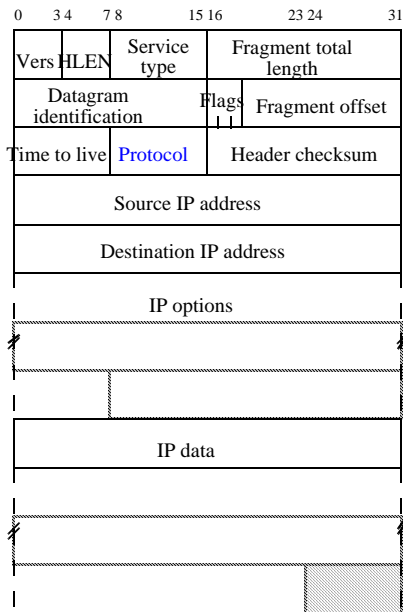 0 3 4 7 8 15 16 23 24 31
Vers HLEN Service type Fragment total length
Datagram identification Flags Fragment offset
Time to live Protocol Header checksum
Source IP address
Destination IP address
IP options
IP data